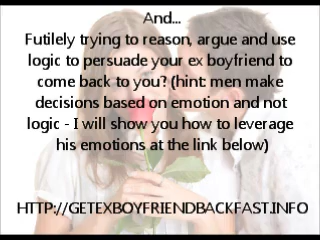 And...
Futilely trying to reason, argue and use
logic to persuade your ex boyfriend to
come back to you? (hint: men make
decisions based on emotion and not
logic - I will show you how to leverage
his emotions at the link below)
HTTP://GETEXBOYFRIENDBACKFAST.INFO